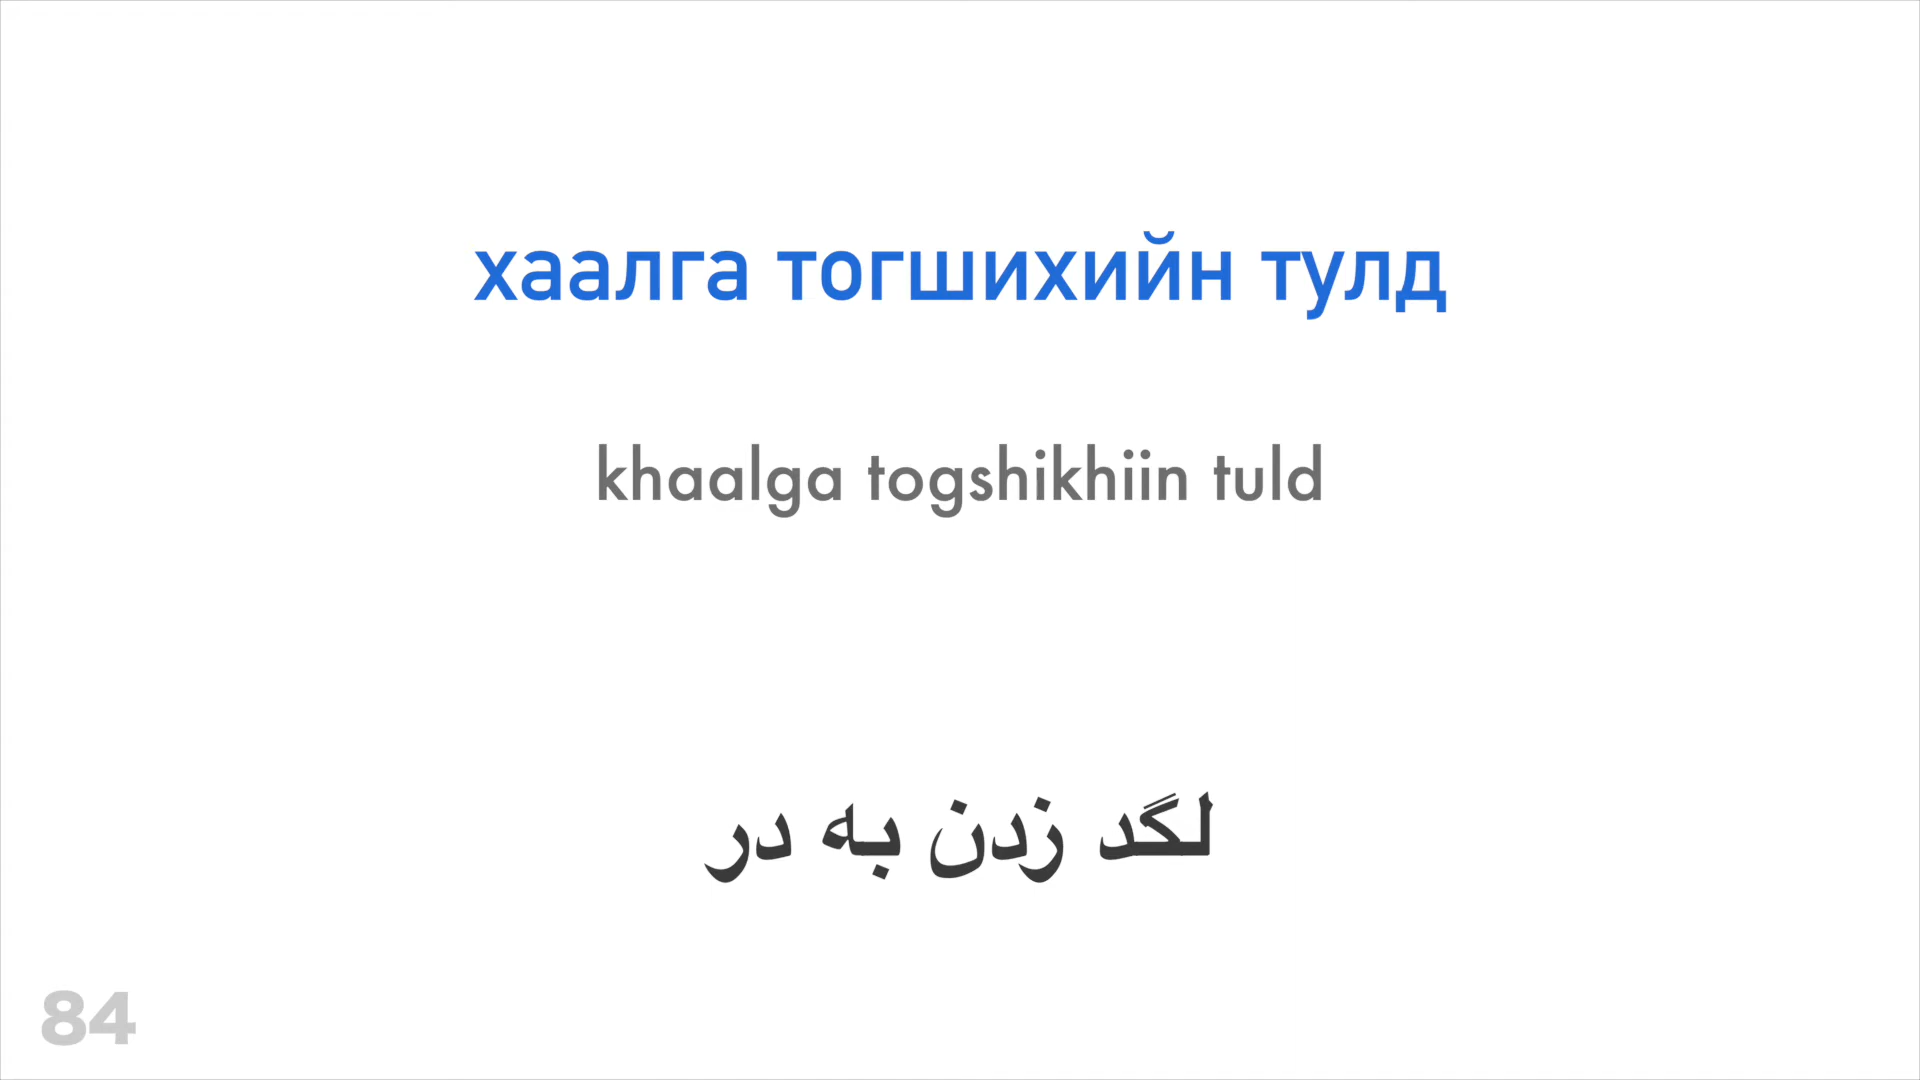 хаалга тогшихийн тулд
khaalga togshikhiin tuld
لگد زدن به در
84